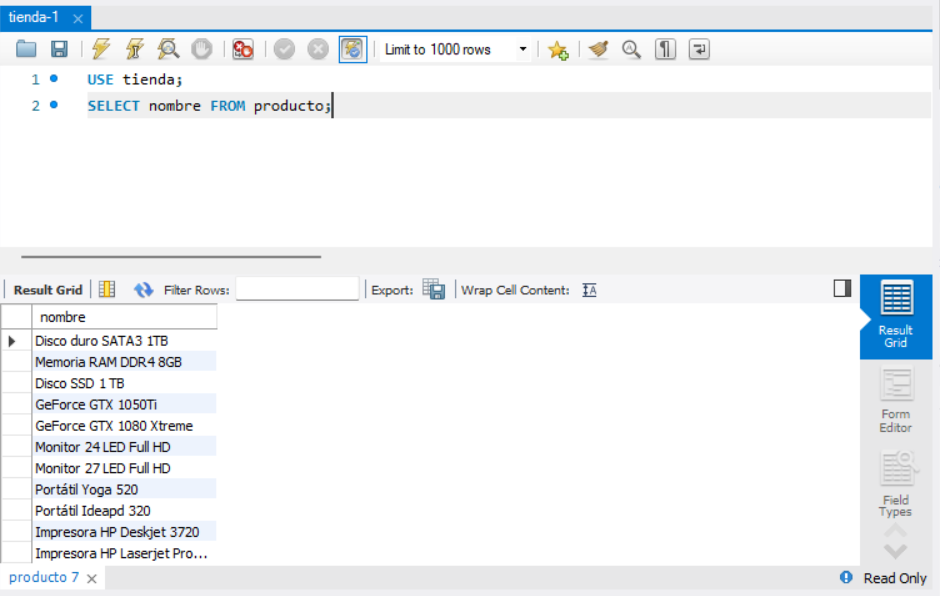 tienda-1
Limit to 1000 rows
1 USE tienda;
2 SELECT nombre FROM producto;
Result Grid Filter Rows: Export: Wrap Cell Content:
nombre
Disco duro SATA3 1TB
Memoria RAM DDR4 8GB
Disco SSD 1 TB
GeForce GTX 1050Ti
GeForce GTX 1080 Xtreme
Monitor 24 LED Full HD
Monitor 27 LED Full HD
Portátil Yoga 520
Portátil Ideapd 320
Impresora HP Deskjet 3720
Impresora HP Laserjet Pro...
Result
Grid
Form
Editor
Field
Types
producto 7
Read Only